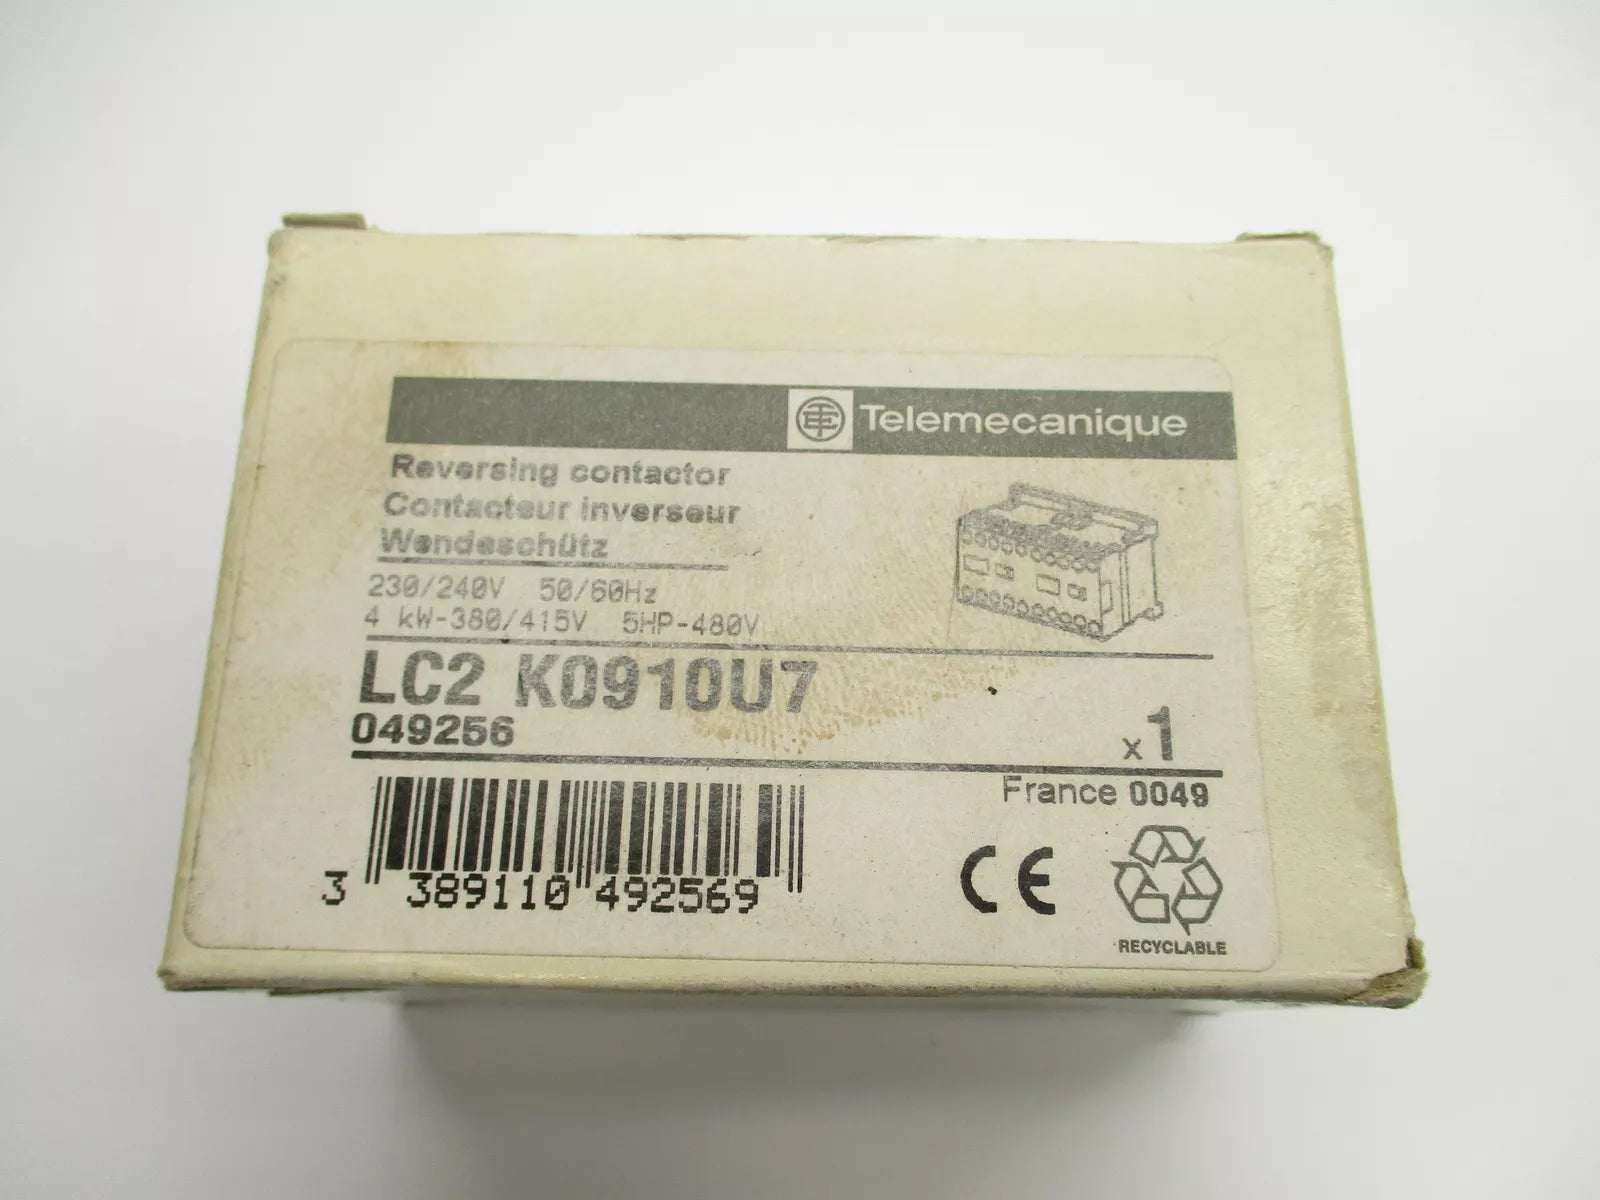 Telemecanique
Reversing contactor
Contacteur inverseur
Wendeschütz
230/240V 50/60Hz
4 kW-380/415V 5HP-480V
LC2 K0910U7
049256
x1
France 0049
3 389110 492569
CE
RECYCLABLE